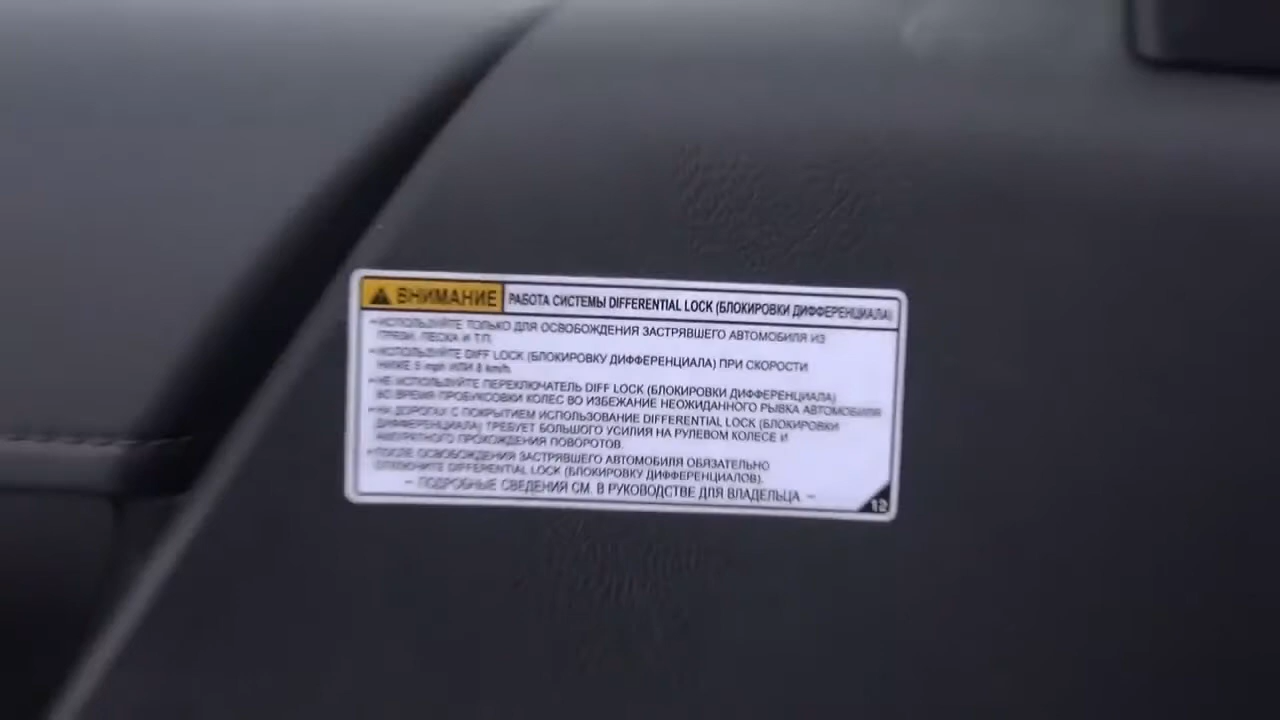 ВНИМАНИЕ РАБОТА СИСТЕМЫ DIFFERENTIAL LOCK (БЛОКИРОВКИ ДИФФЕРЕНЦИАЛА)
•ИСПОЛЬЗУЙТЕ ТОЛЬКО ДЛЯ ОСВОБОЖДЕНИЯ ЗАСТРЯВШЕГО АВТОМОБИЛЯ ИЗ
ГРЯЗИ, ПЕСКА И Т.П.
•ИСПОЛЬЗУЙТЕ DIFF LOCK (БЛОКИРОВКУ ДИФФЕРЕНЦИАЛА) ПРИ СКОРОСТИ
НИЖЕ 5 mph ИЛИ 8 km/h.
•НЕ ИСПОЛЬЗУЙТЕ ПЕРЕКЛЮЧАТЕЛЬ DIFF LOCK (БЛОКИРОВКИ ДИФФЕРЕНЦИАЛА)
ВО ВРЕМЯ ПРОБУКСОВКИ КОЛЕС ВО ИЗБЕЖАНИЕ НЕОЖИДАННОГО РЫВКА АВТОМОБИЛЯ.
•НА ДОРОГАХ С ПОКРЫТИЕМ ИСПОЛЬЗОВАНИЕ DIFFERENTIAL LOCK (БЛОКИРОВКИ
ДИФФЕРЕНЦИАЛА) ТРЕБУЕТ БОЛЬШОГО УСИЛИЯ НА РУЛЕВОМ КОЛЕСЕ И
АККУРАТНОГО ПРОХОЖДЕНИЯ ПОВОРОТОВ.
•ПОСЛЕ ОСВОБОЖДЕНИЯ ЗАСТРЯВШЕГО АВТОМОБИЛЯ ОБЯЗАТЕЛЬНО
ОТКЛЮЧИТЕ DIFFERENTIAL LOCK (БЛОКИРОВКУ ДИФФЕРЕНЦИАЛОВ).
– ПОДРОБНЫЕ СВЕДЕНИЯ СМ. В РУКОВОДСТВЕ ДЛЯ ВЛАДЕЛЬЦА –